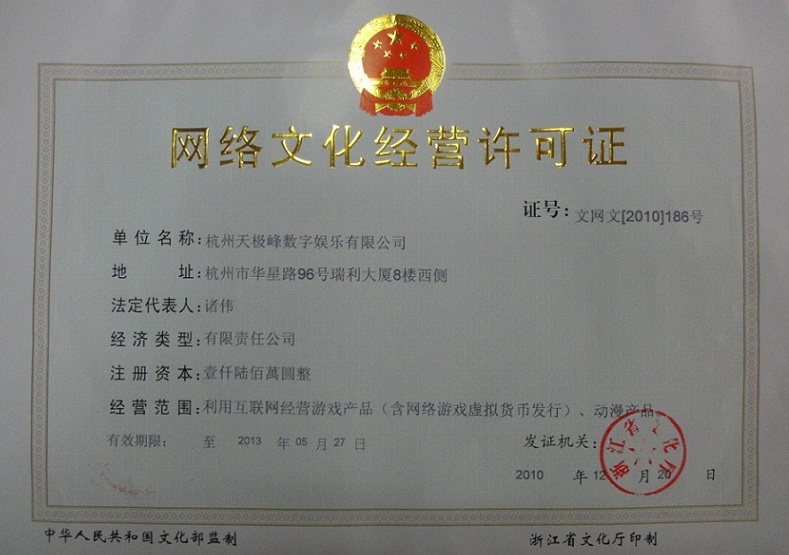 网络文化经营许可证
证号：文网文[2010]186号
单位名称：杭州天极峰数字娱乐有限公司
地址：杭州市华星路96号瑞利大厦8楼西侧
法定代表人：诸伟
经济类型：有限责任公司
注册资本：壹仟陆佰萬圆整
经营范围：利用互联网经营游戏产品（含网络游戏虚拟货币发行）、动漫产品。
有效期限： 至 2013 年 05 月 27 日
发证机关：
浙江省文化厅
2010 年 12 月 20 日
中华人民共和国文化部监制
浙江省文化厅印制